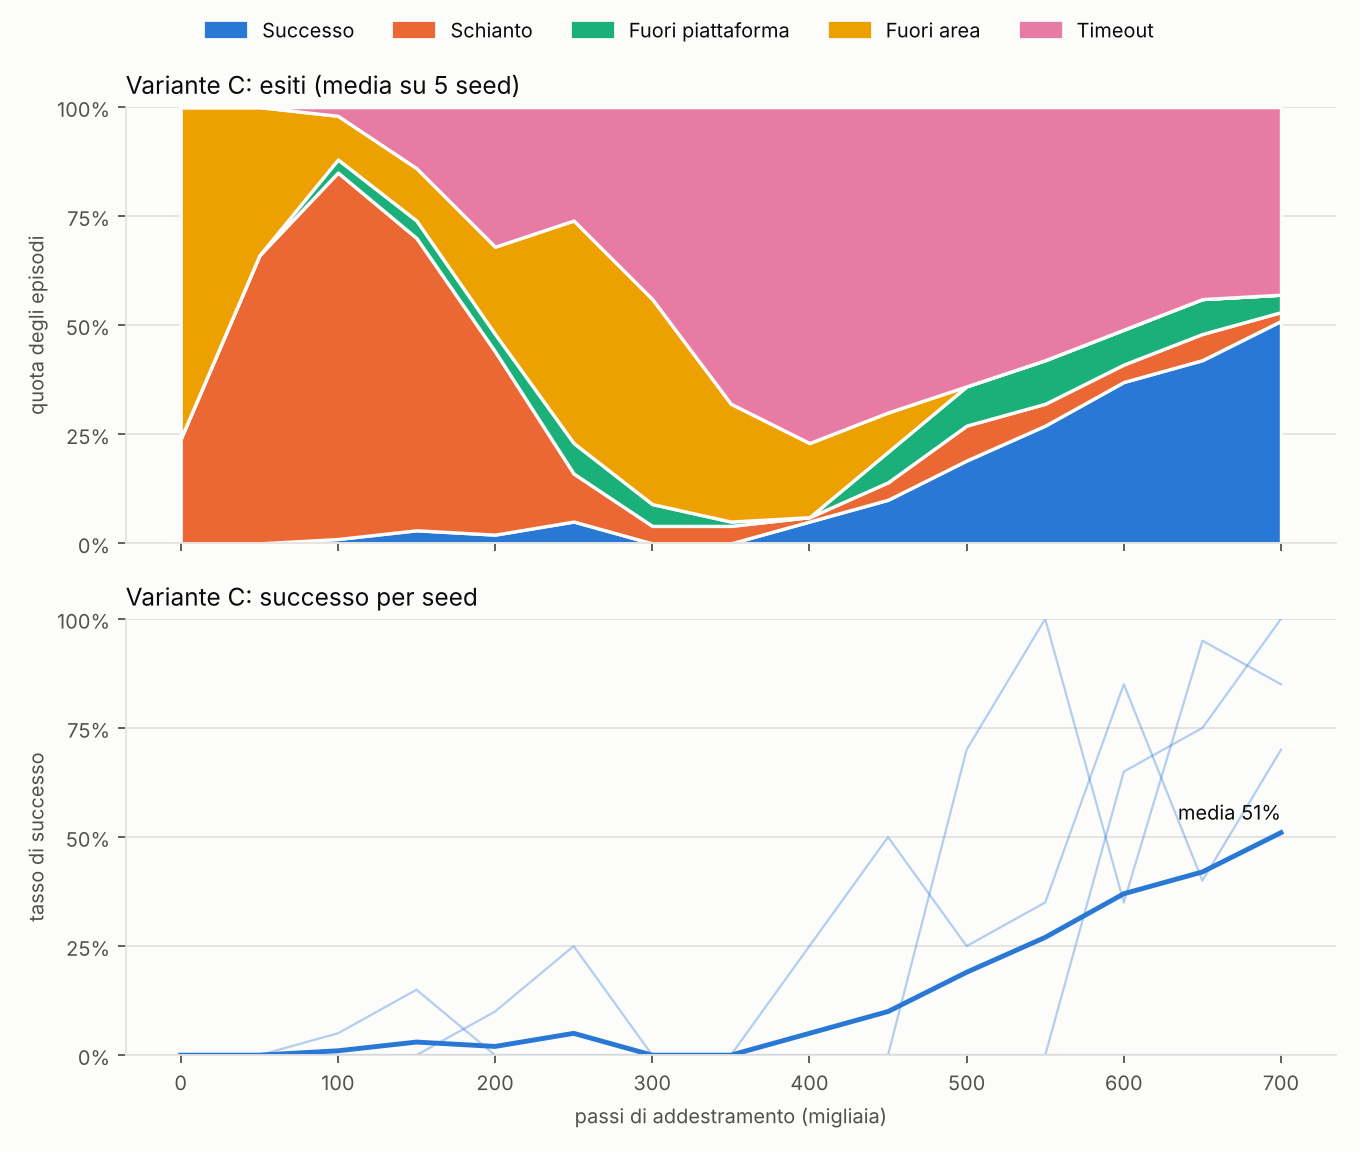 Successo Schianto Fuori piattaforma Fuori area Timeout
Variante C: esiti (media su 5 seed)
100%
75%
50%
25%
0%
quota degli episodi
Variante C: successo per seed
100%
75%
50%
25%
0%
tasso di successo
media 51%
0 100 200 300 400 500 600 700
passi di addestramento (migliaia)